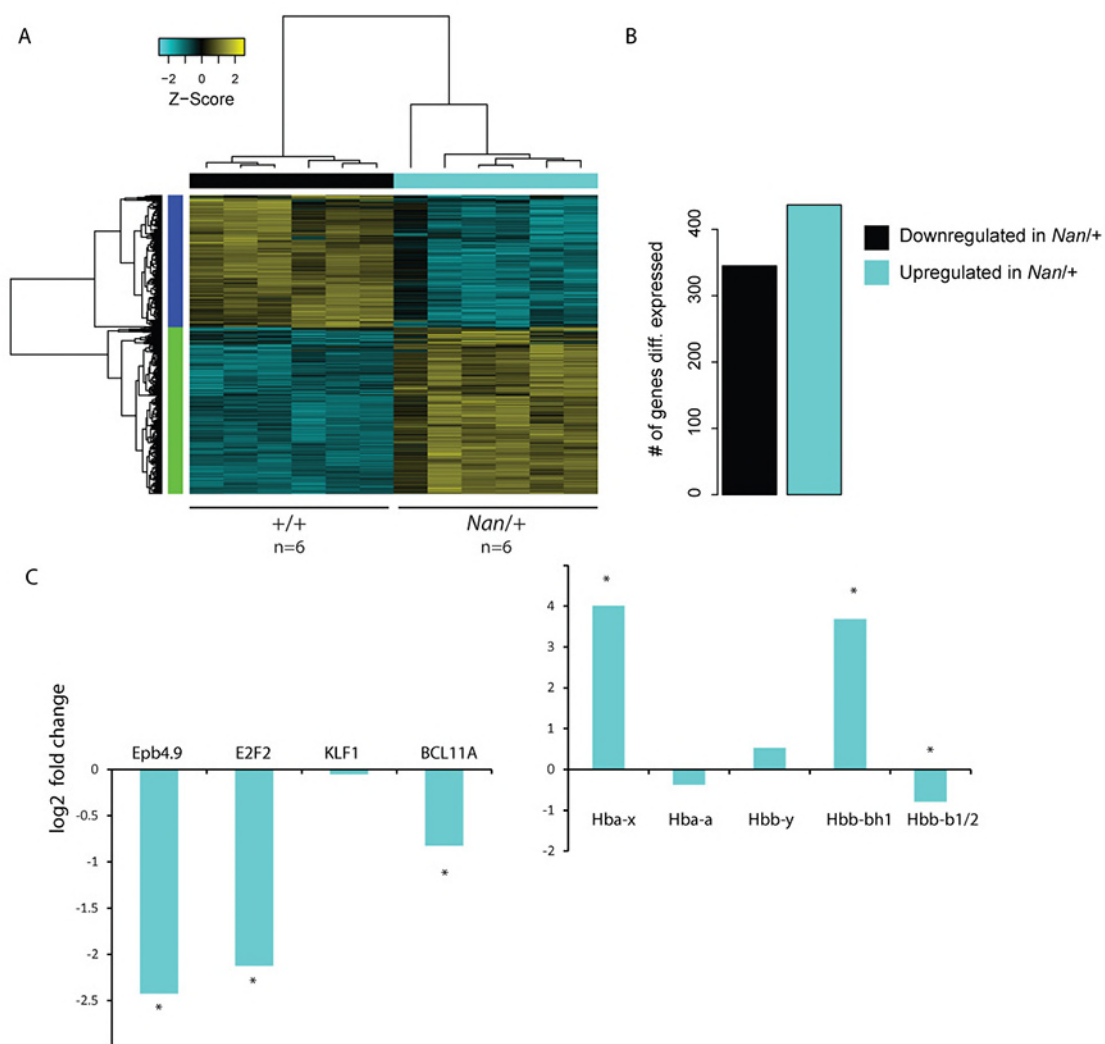 A
−2 0 2
Z−Score
+/+
n=6
Nan/+
n=6
B
# of genes diff. expressed
400
300
200
100
0
Downregulated in Nan/+
Upregulated in Nan/+
C
log2 fold change
Epb4.9 E2F2 KLF1 BCL11A
0
-0.5
-1
-1.5
-2
-2.5
* * *
4
3
2
1
0
-1
-2
* * *
Hba-x Hba-a Hbb-y Hbb-bh1 Hbb-b1/2